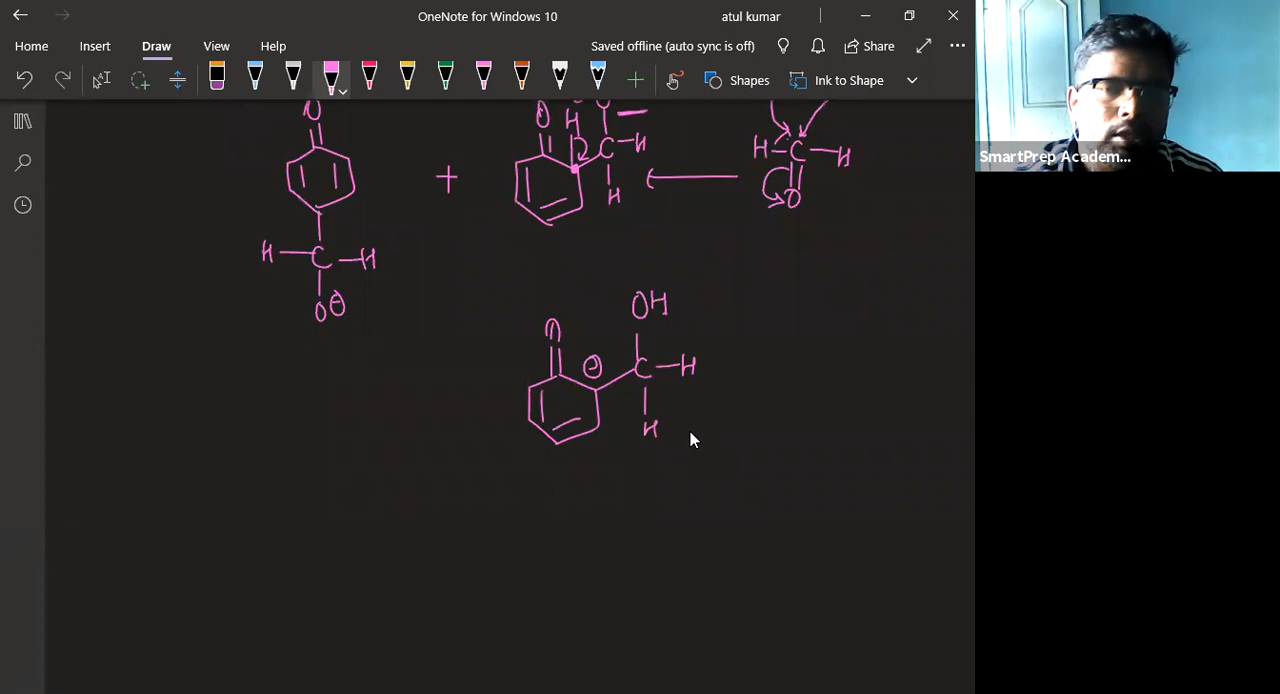 OneNote for Windows 10
atul kumar
Home Insert Draw View Help
Saved offline (auto sync is off)
Share
Shapes
Ink to Shape
SmartPrep Academ...
O
O H
C H
H
+
H C H
O
H C H
O⊖
OH
O ⊖ C H
H